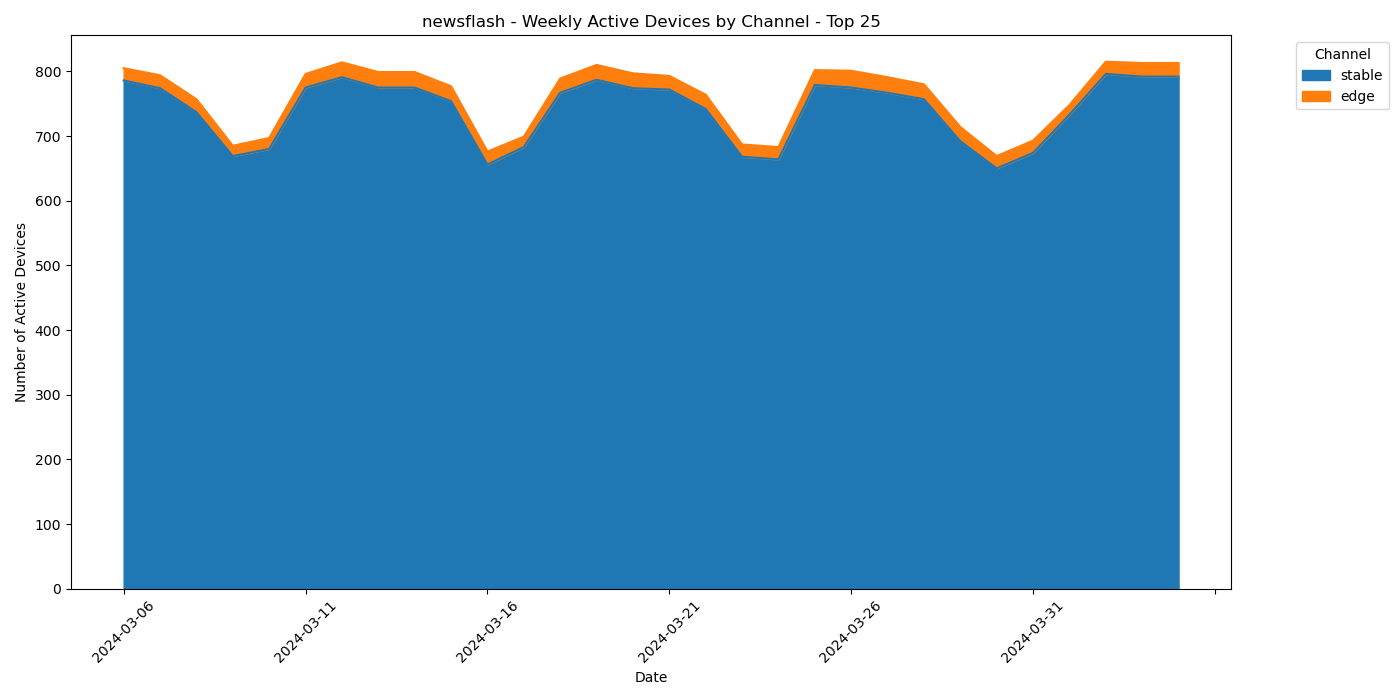 newsflash - Weekly Active Devices by Channel - Top 25
Channel
stable
edge
Number of Active Devices
800
700
600
500
400
300
200
100
0
2024-03-06
2024-03-11
2024-03-16
2024-03-21
2024-03-26
2024-03-31
Date